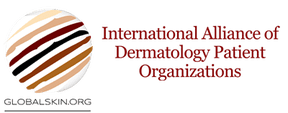 International Alliance of
Dermatology Patient
Organizations
GLOBALSKIN.ORG